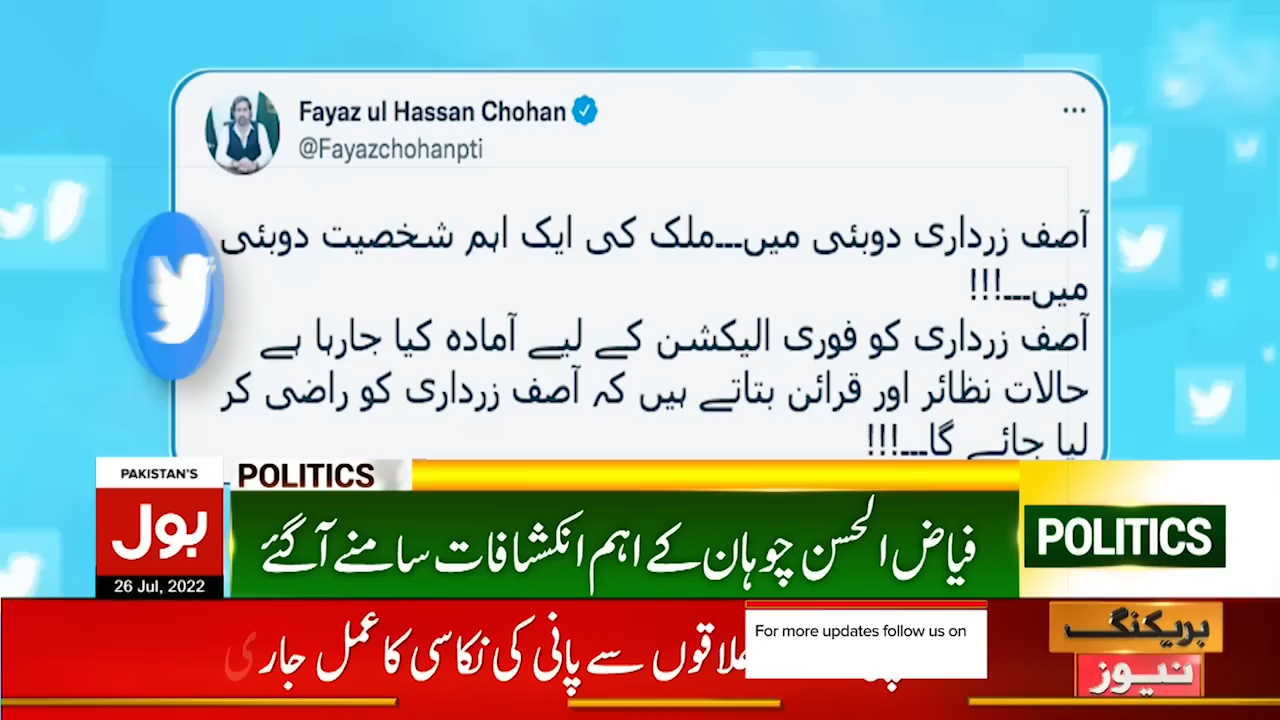 Fayaz ul Hassan Chohan
@Fayazchohanpti
آصف زرداری دوبئی میں۔۔۔ملک کی ایک اہم شخصیت دوبئی
میں۔۔۔!!!
آصف زرداری کو فوری الیکشن کے لیے آمادہ کیا جارہا ہے
حالات نظائر اور قرائن بتاتے ہیں کہ آصف زرداری کو راضی کر
لیا جائے گا۔۔۔!!!
PAKISTAN'S
بول
26 Jul, 2022
POLITICS
فیاض الحسن چوہان کے اہم انکشافات سامنے آگئے
POLITICS
علاقوں سے پانی کی نکاسی کا عمل جاری
For more updates follow us on
بریکنگ
نیوز